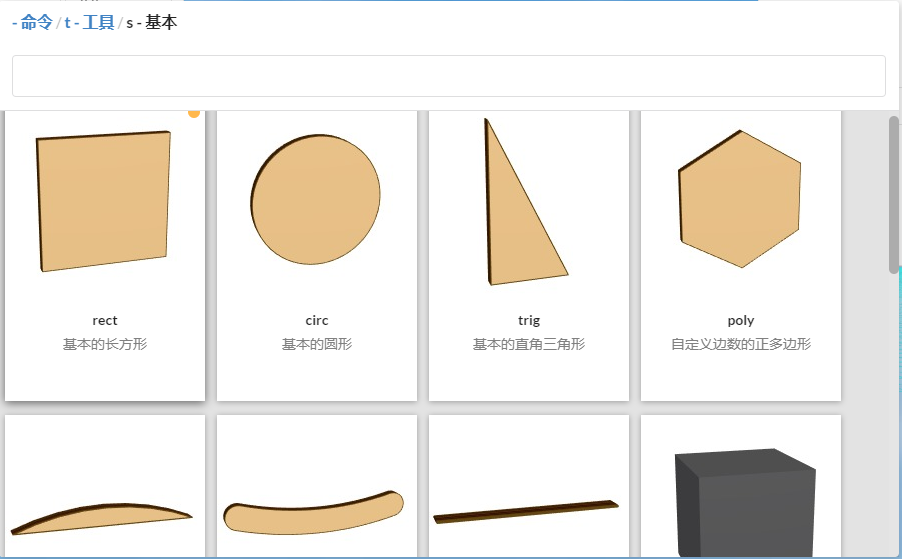 - 命令 / t - 工具 / s - 基本
rect
基本的长方形
circ
基本的圆形
trig
基本的直角三角形
poly
自定义边数的正多边形